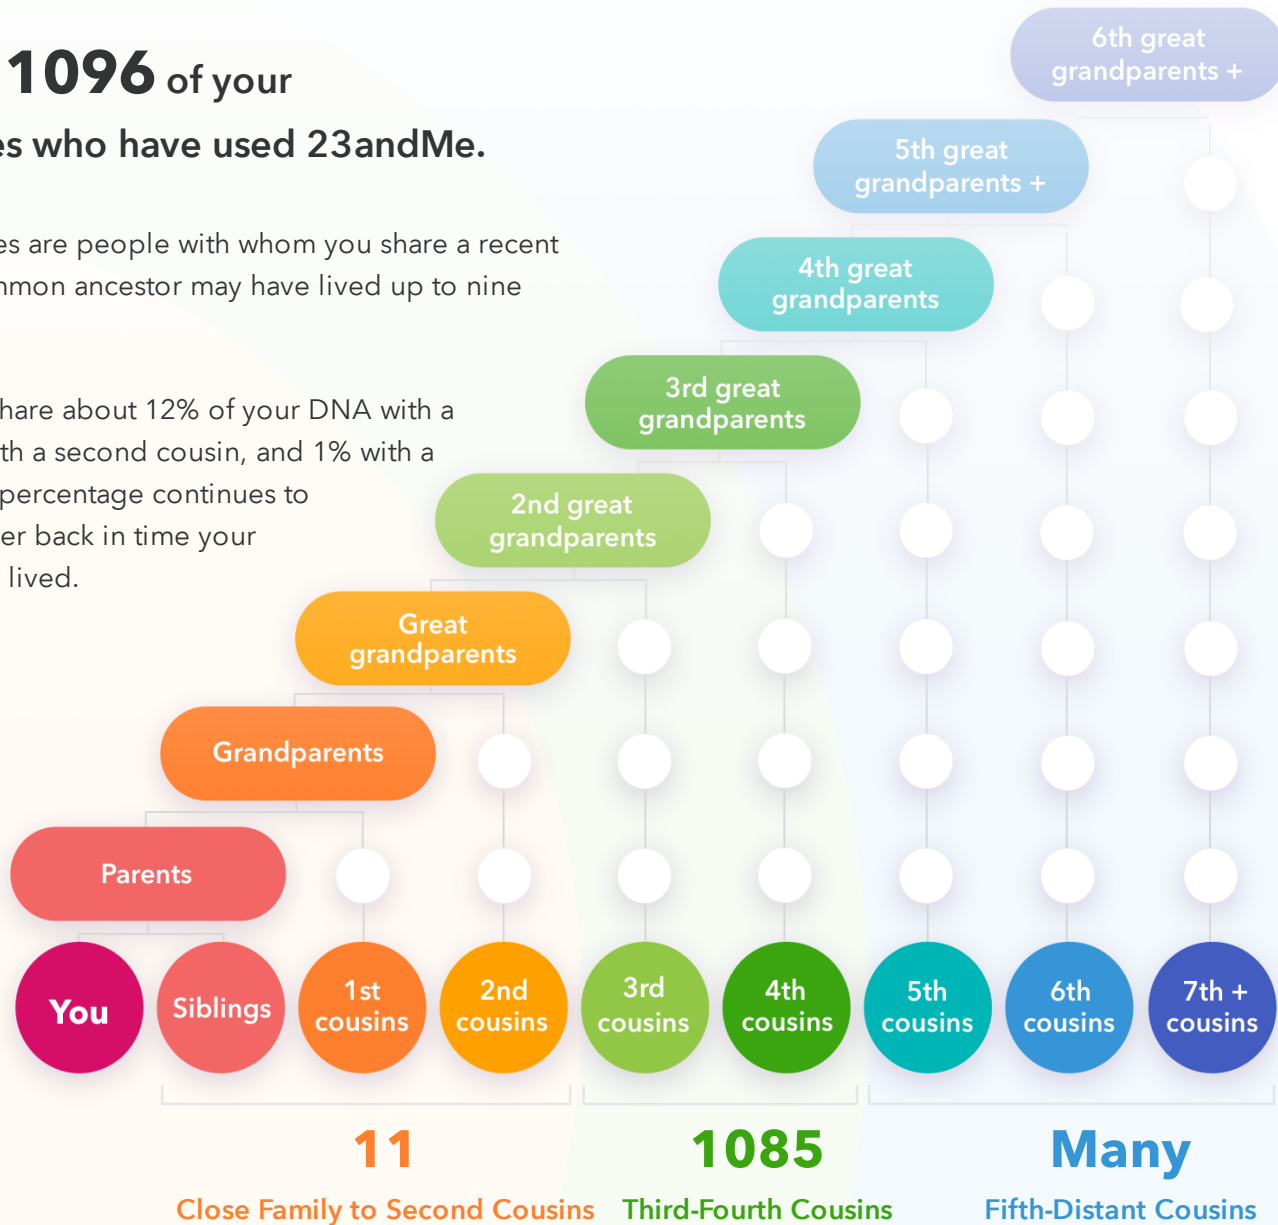 1096 of your
es who have used 23andMe.
es are people with whom you share a recent
mmon ancestor may have lived up to nine
hare about 12% of your DNA with a
th a second cousin, and 1% with a
percentage continues to
er back in time your
lived.
6th great
grandparents +
5th great
grandparents +
4th great
grandparents
3rd great
grandparents
2nd great
grandparents
Great
grandparents
Grandparents
Parents
You
Siblings
1st
cousins
2nd
cousins
3rd
cousins
4th
cousins
5th
cousins
6th
cousins
7th +
cousins
11
Close Family to Second Cousins
1085
Third-Fourth Cousins
Many
Fifth-Distant Cousins